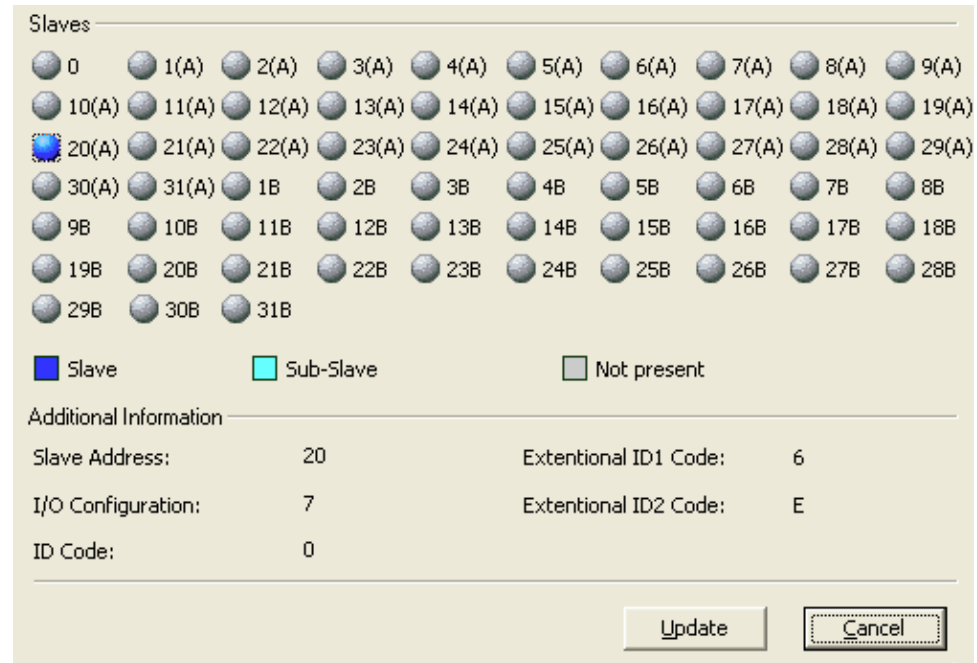 Slaves
0 1(A) 2(A) 3(A) 4(A) 5(A) 6(A) 7(A) 8(A) 9(A)
10(A) 11(A) 12(A) 13(A) 14(A) 15(A) 16(A) 17(A) 18(A) 19(A)
20(A) 21(A) 22(A) 23(A) 24(A) 25(A) 26(A) 27(A) 28(A) 29(A)
30(A) 31(A) 1B 2B 3B 4B 5B 6B 7B 8B
9B 10B 11B 12B 13B 14B 15B 16B 17B 18B
19B 20B 21B 22B 23B 24B 25B 26B 27B 28B
29B 30B 31B
Slave Sub-Slave Not present
Additional Information
Slave Address: 20 Extentional ID1 Code: 6
I/O Configuration: 7 Extentional ID2 Code: E
ID Code: 0
Update Cancel